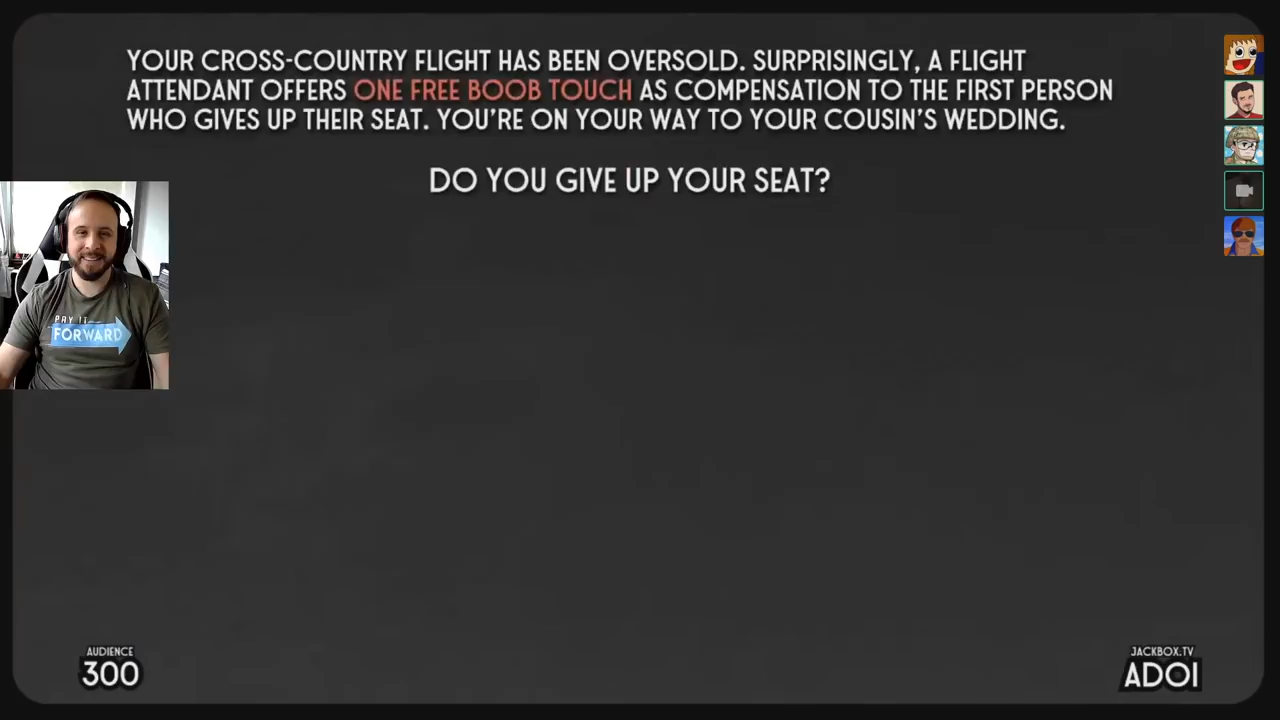 YOUR CROSS-COUNTRY FLIGHT HAS BEEN OVERSOLD. SURPRISINGLY, A FLIGHT
ATTENDANT OFFERS ONE FREE BOOB TOUCH AS COMPENSATION TO THE FIRST PERSON
WHO GIVES UP THEIR SEAT. YOU'RE ON YOUR WAY TO YOUR COUSIN'S WEDDING.
DO YOU GIVE UP YOUR SEAT?
PAY IT
FORWARD
AUDIENCE
300
JACKBOX.TV
ADOI